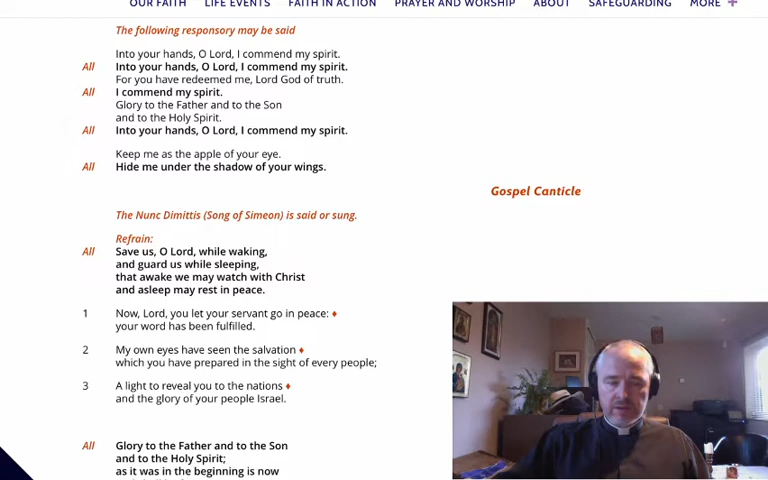 OUR FAITH LIFE EVENTS FAITH IN ACTION PRAYER AND WORSHIP ABOUT SAFEGUARDING MORE +
The following responsory may be said
Into your hands, O Lord, I commend my spirit.
All Into your hands, O Lord, I commend my spirit.
For you have redeemed me, Lord God of truth.
All I commend my spirit.
Glory to the Father and to the Son
and to the Holy Spirit.
All Into your hands, O Lord, I commend my spirit.
Keep me as the apple of your eye.
All Hide me under the shadow of your wings.
Gospel Canticle
The Nunc Dimittis (Song of Simeon) is said or sung.
Refrain:
All Save us, O Lord, while waking,
and guard us while sleeping,
that awake we may watch with Christ
and asleep may rest in peace.
1 Now, Lord, you let your servant go in peace: ♦
your word has been fulfilled.
2 My own eyes have seen the salvation ♦
which you have prepared in the sight of every people;
3 A light to reveal you to the nations ♦
and the glory of your people Israel.
All Glory to the Father and to the Son
and to the Holy Spirit;
as it was in the beginning is now